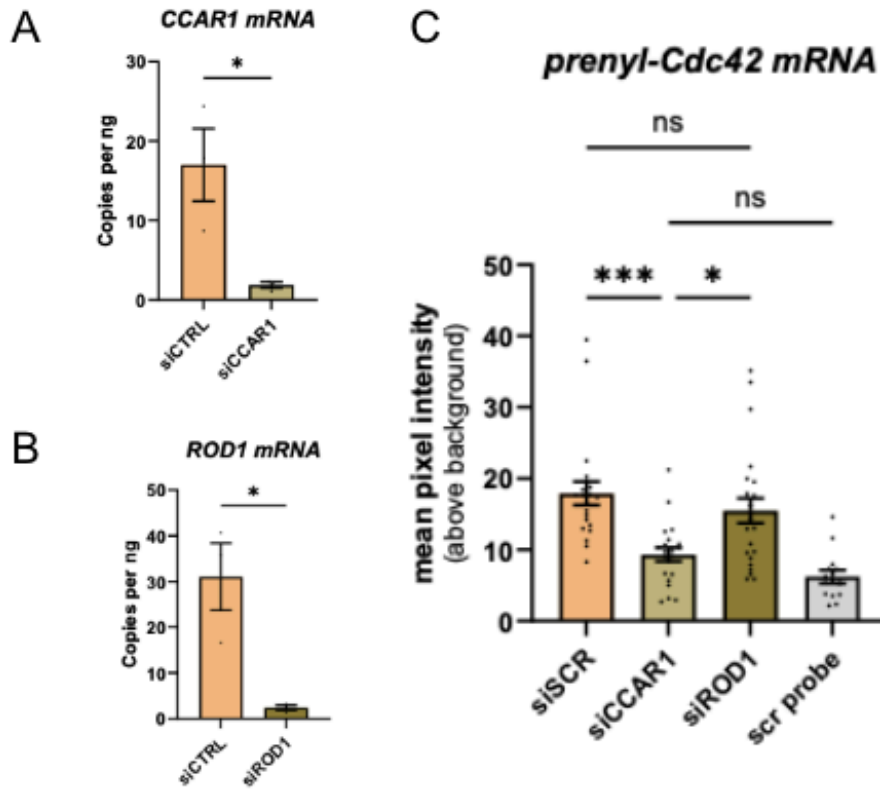 A
CCAR1 mRNA
Copies per ng
30
20
10
0
*
siCTRL
siCCAR1
B
ROD1 mRNA
Copies per ng
50
40
30
20
10
0
*
siCTRL
siROD1
C
prenyl-Cdc42 mRNA
ns
ns
*** *
mean pixel intensity
(above background)
50
40
30
20
10
0
siSCR
siCCAR1
siROD1
scr probe